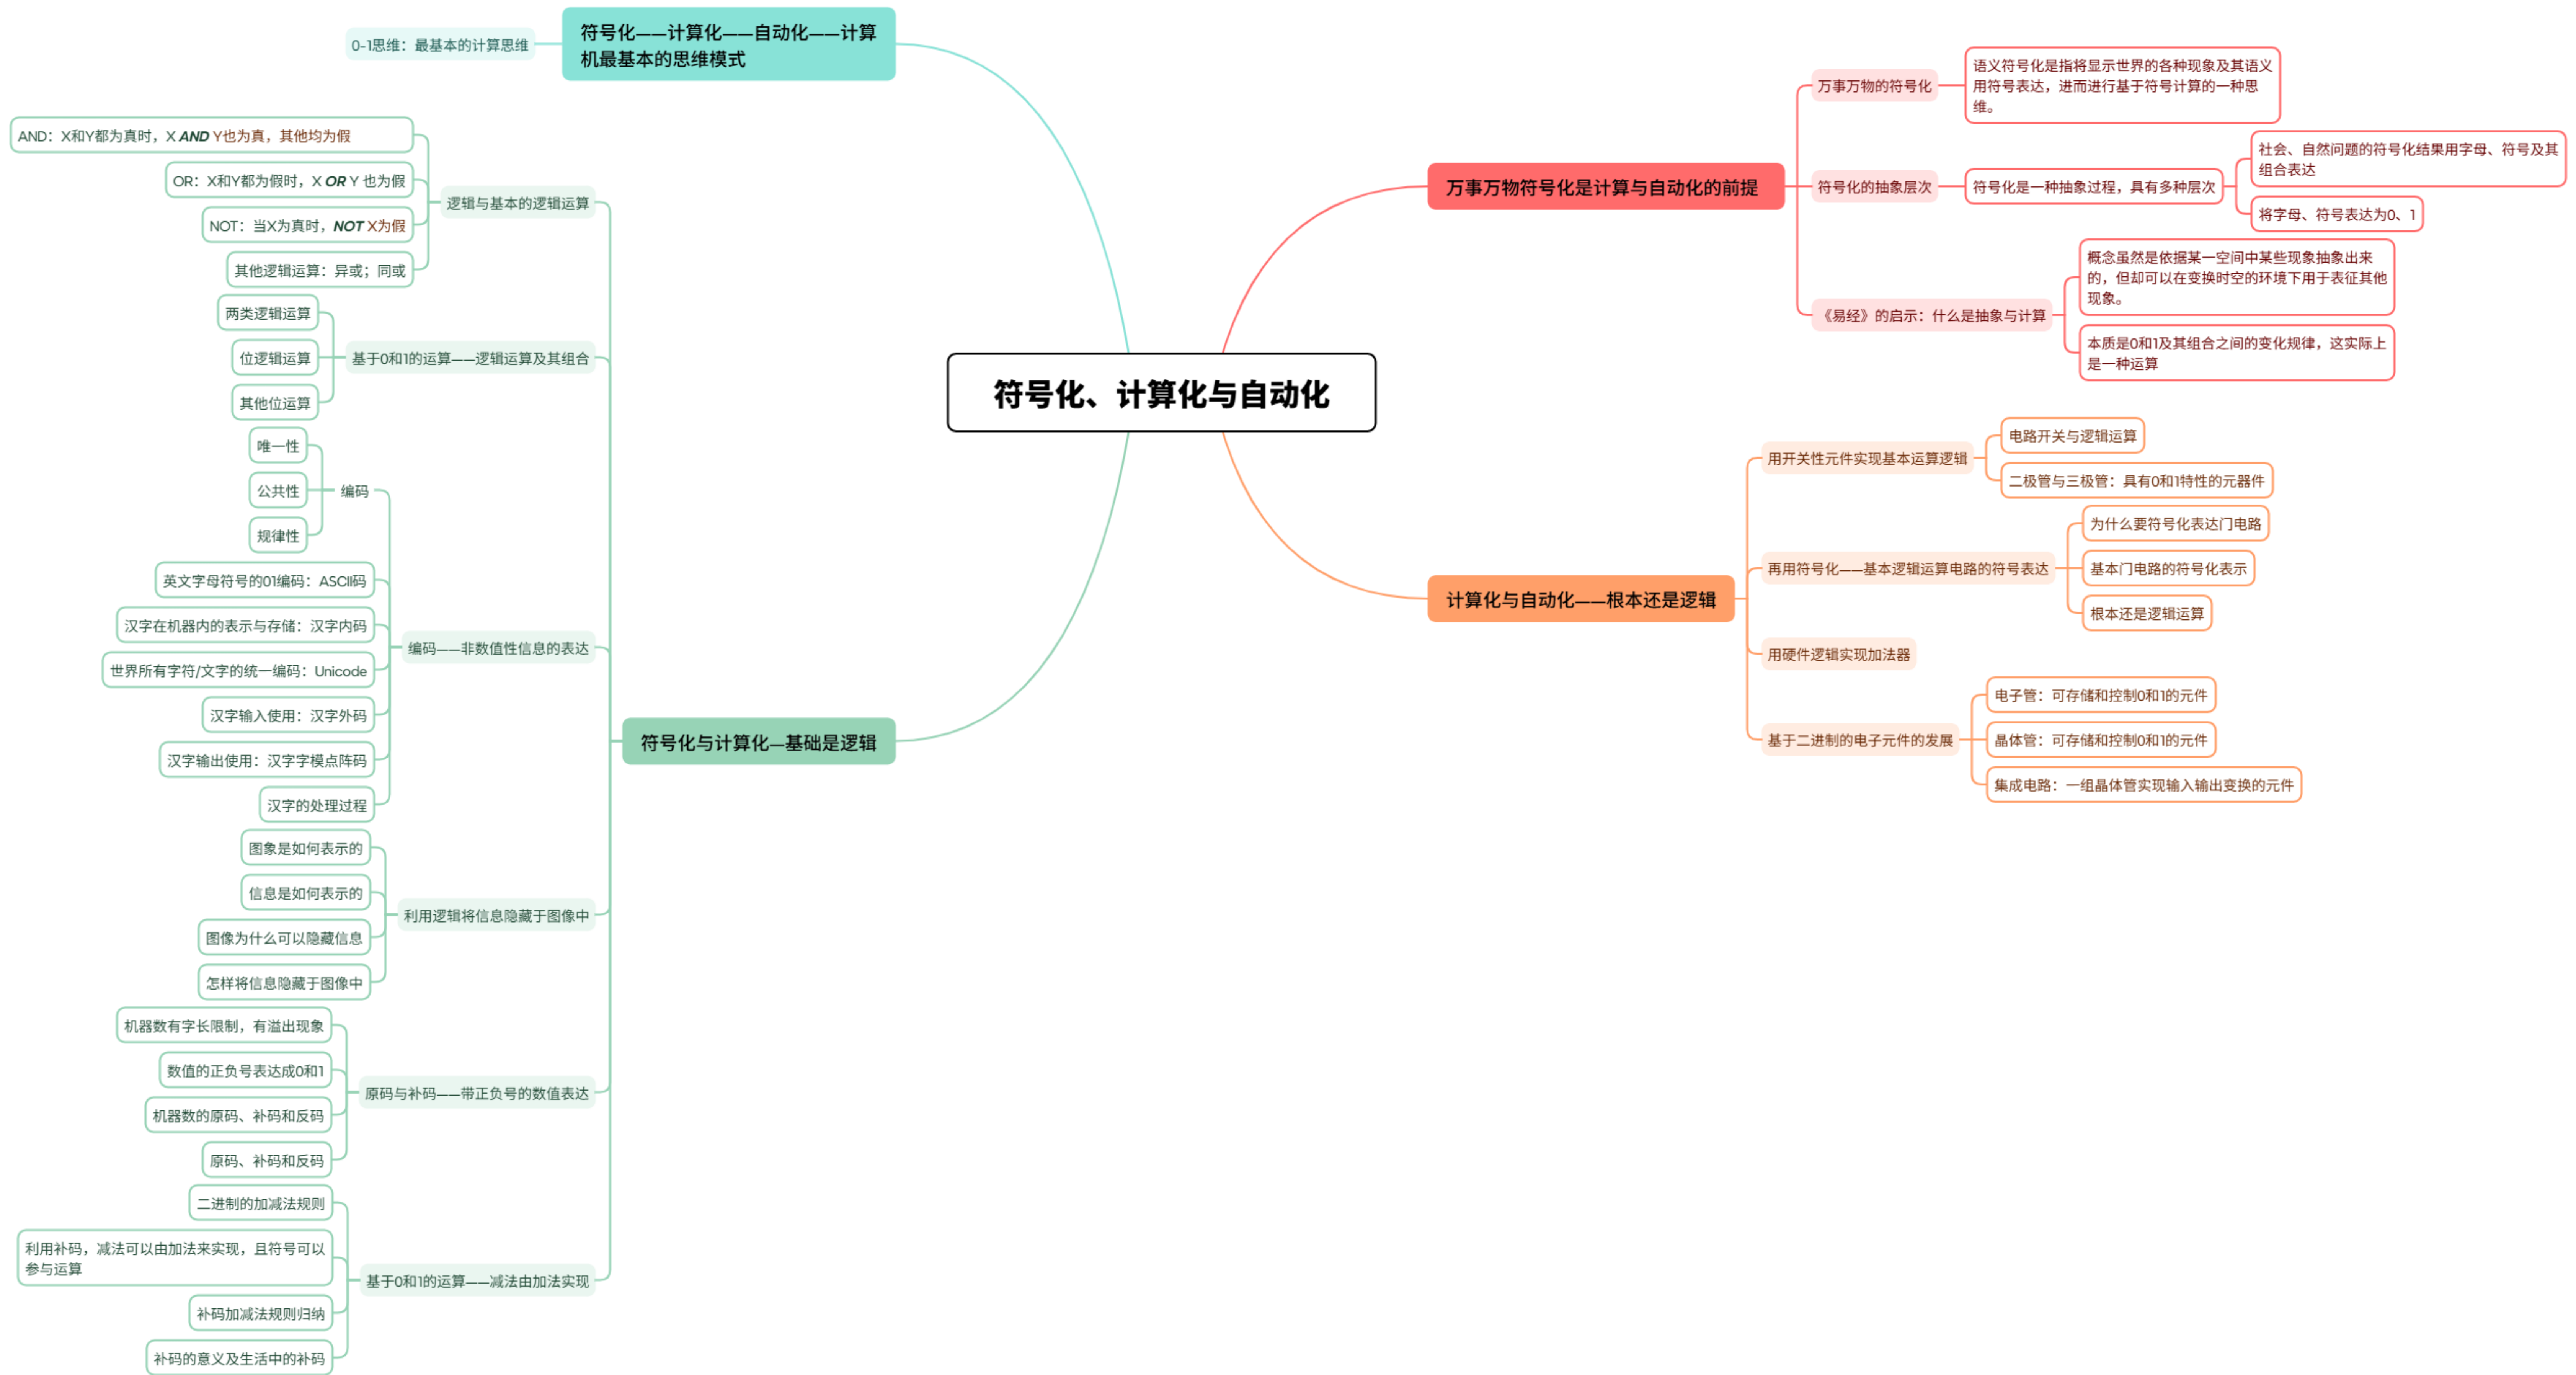 符号化、计算化与自动化
万事万物符号化是计算与自动化的前提
万事万物的符号化
语义符号化是指将显示世界的各种现象及其语义
用符号表达，进而进行基于符号计算的一种思
维。
符号化的抽象层次
符号化是一种抽象过程，具有多种层次
社会、自然问题的符号化结果用字母、符号及其
组合表达
将字母、符号表达为0、1
《易经》的启示：什么是抽象与计算
概念虽然是依据某一空间中某些现象抽象出来
的，但却可以在变换时空的环境下用于表征其他
现象。
本质是0和1及其组合之间的变化规律，这实际上
是一种运算
计算化与自动化——根本还是逻辑
用开关性元件实现基本运算逻辑
电路开关与逻辑运算
二极管与三极管：具有0和1特性的元器件
再用符号化——基本逻辑运算电路的符号表达
为什么要符号化表达门电路
基本门电路的符号化表示
根本还是逻辑运算
用硬件逻辑实现加法器
基于二进制的电子元件的发展
电子管：可存储和控制0和1的元件
晶体管：可存储和控制0和1的元件
集成电路：一组晶体管实现输入输出变换的元件
符号化——计算化——自动化——计算
机最基本的思维模式
0-1思维：最基本的计算思维
符号化与计算化—基础是逻辑
逻辑与基本的逻辑运算
AND：X和Y都为真时，X AND Y也为真，其他均为假
OR：X和Y都为假时，X OR Y 也为假
NOT：当X为真时，NOT X为假
其他逻辑运算：异或；同或
基于0和1的运算——逻辑运算及其组合
两类逻辑运算
位逻辑运算
其他位运算
编码——非数值性信息的表达
编码
唯一性
公共性
规律性
英文字母符号的01编码：ASCII码
汉字在机器内的表示与存储：汉字内码
世界所有字符/文字的统一编码：Unicode
汉字输入使用：汉字外码
汉字输出使用：汉字字模点阵码
汉字的处理过程
利用逻辑将信息隐藏于图像中
图象是如何表示的
信息是如何表示的
图像为什么可以隐藏信息
怎样将信息隐藏于图像中
原码与补码——带正负号的数值表达
机器数有字长限制，有溢出现象
数值的正负号表达成0和1
机器数的原码、补码和反码
原码、补码和反码
基于0和1的运算——减法由加法实现
二进制的加减法规则
利用补码，减法可以由加法来实现，且符号可以
参与运算
补码加减法规则归纳
补码的意义及生活中的补码